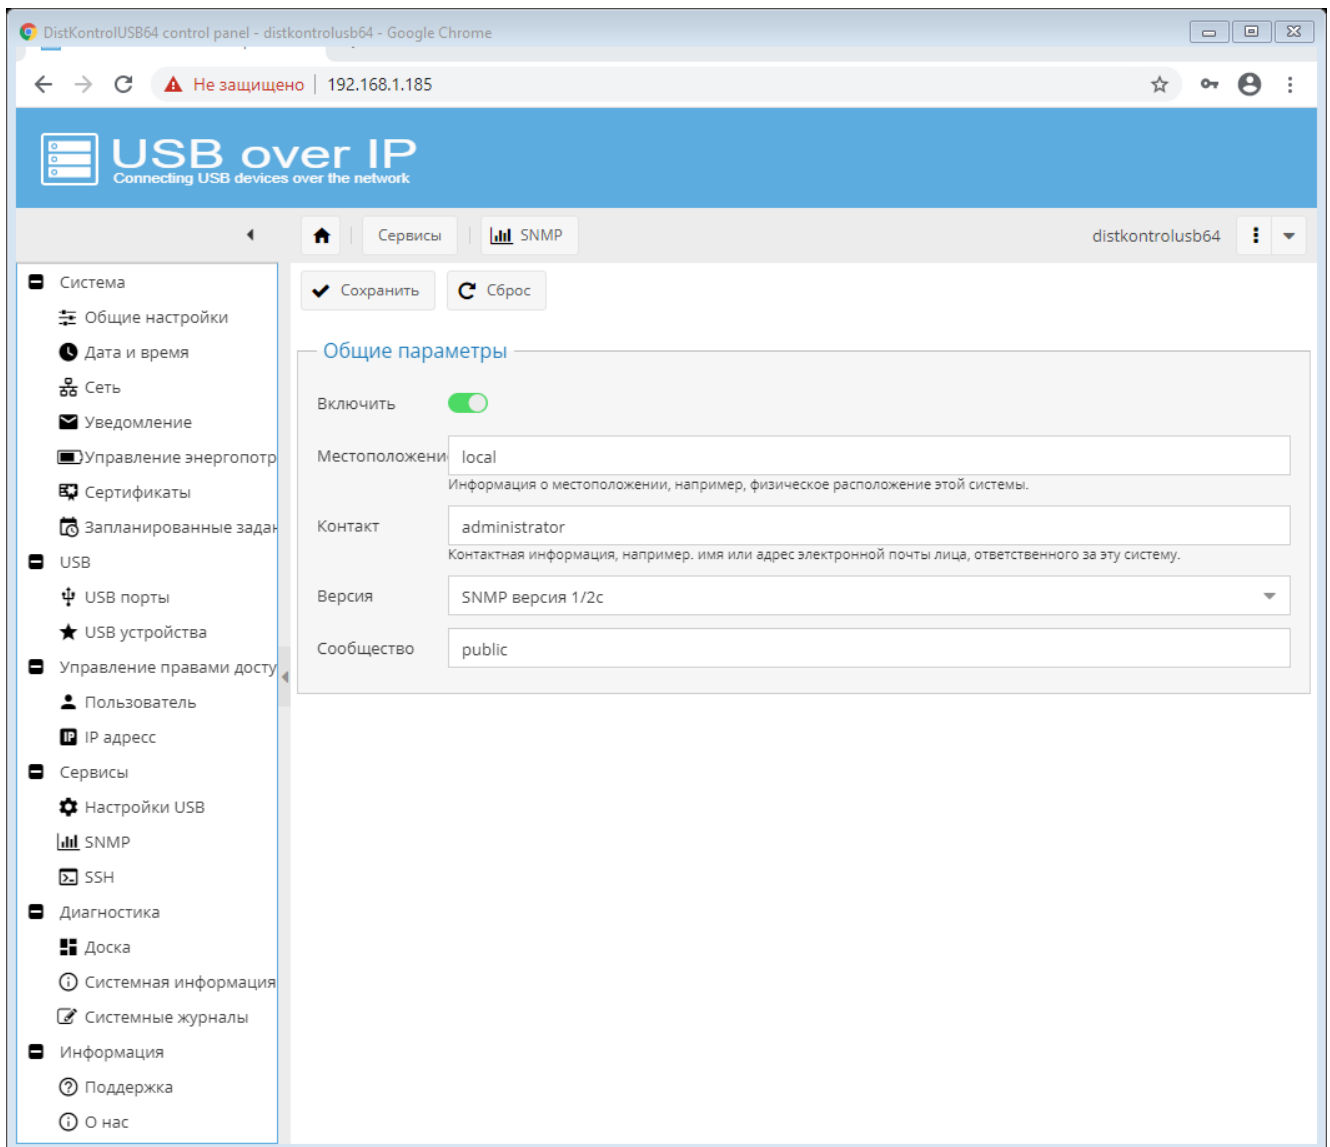 DistKontrolUSB64 control panel - distkontrolusb64 - Google Chrome
Не защищено 192.168.1.185
USB over IP
Connecting USB devices over the network
Сервисы SNMP distkontrolusb64
Система
Общие настройки
Дата и время
Сеть
Уведомление
Управление энергопотр
Сертификаты
Запланированные задан
USB
USB порты
USB устройства
Управление правами досту
Пользователь
IP адресс
Сервисы
Настройки USB
SNMP
SSH
Диагностика
Доска
Системная информация
Системные журналы
Информация
Поддержка
О нас
Сохранить Сброс
Общие параметры
Включить
Местоположени local
Информация о местоположении, например, физическое расположение этой системы.
Контакт administrator
Контактная информация, например. имя или адрес электронной почты лица, ответственного за эту систему.
Версия SNMP версия 1/2c
Сообщество public